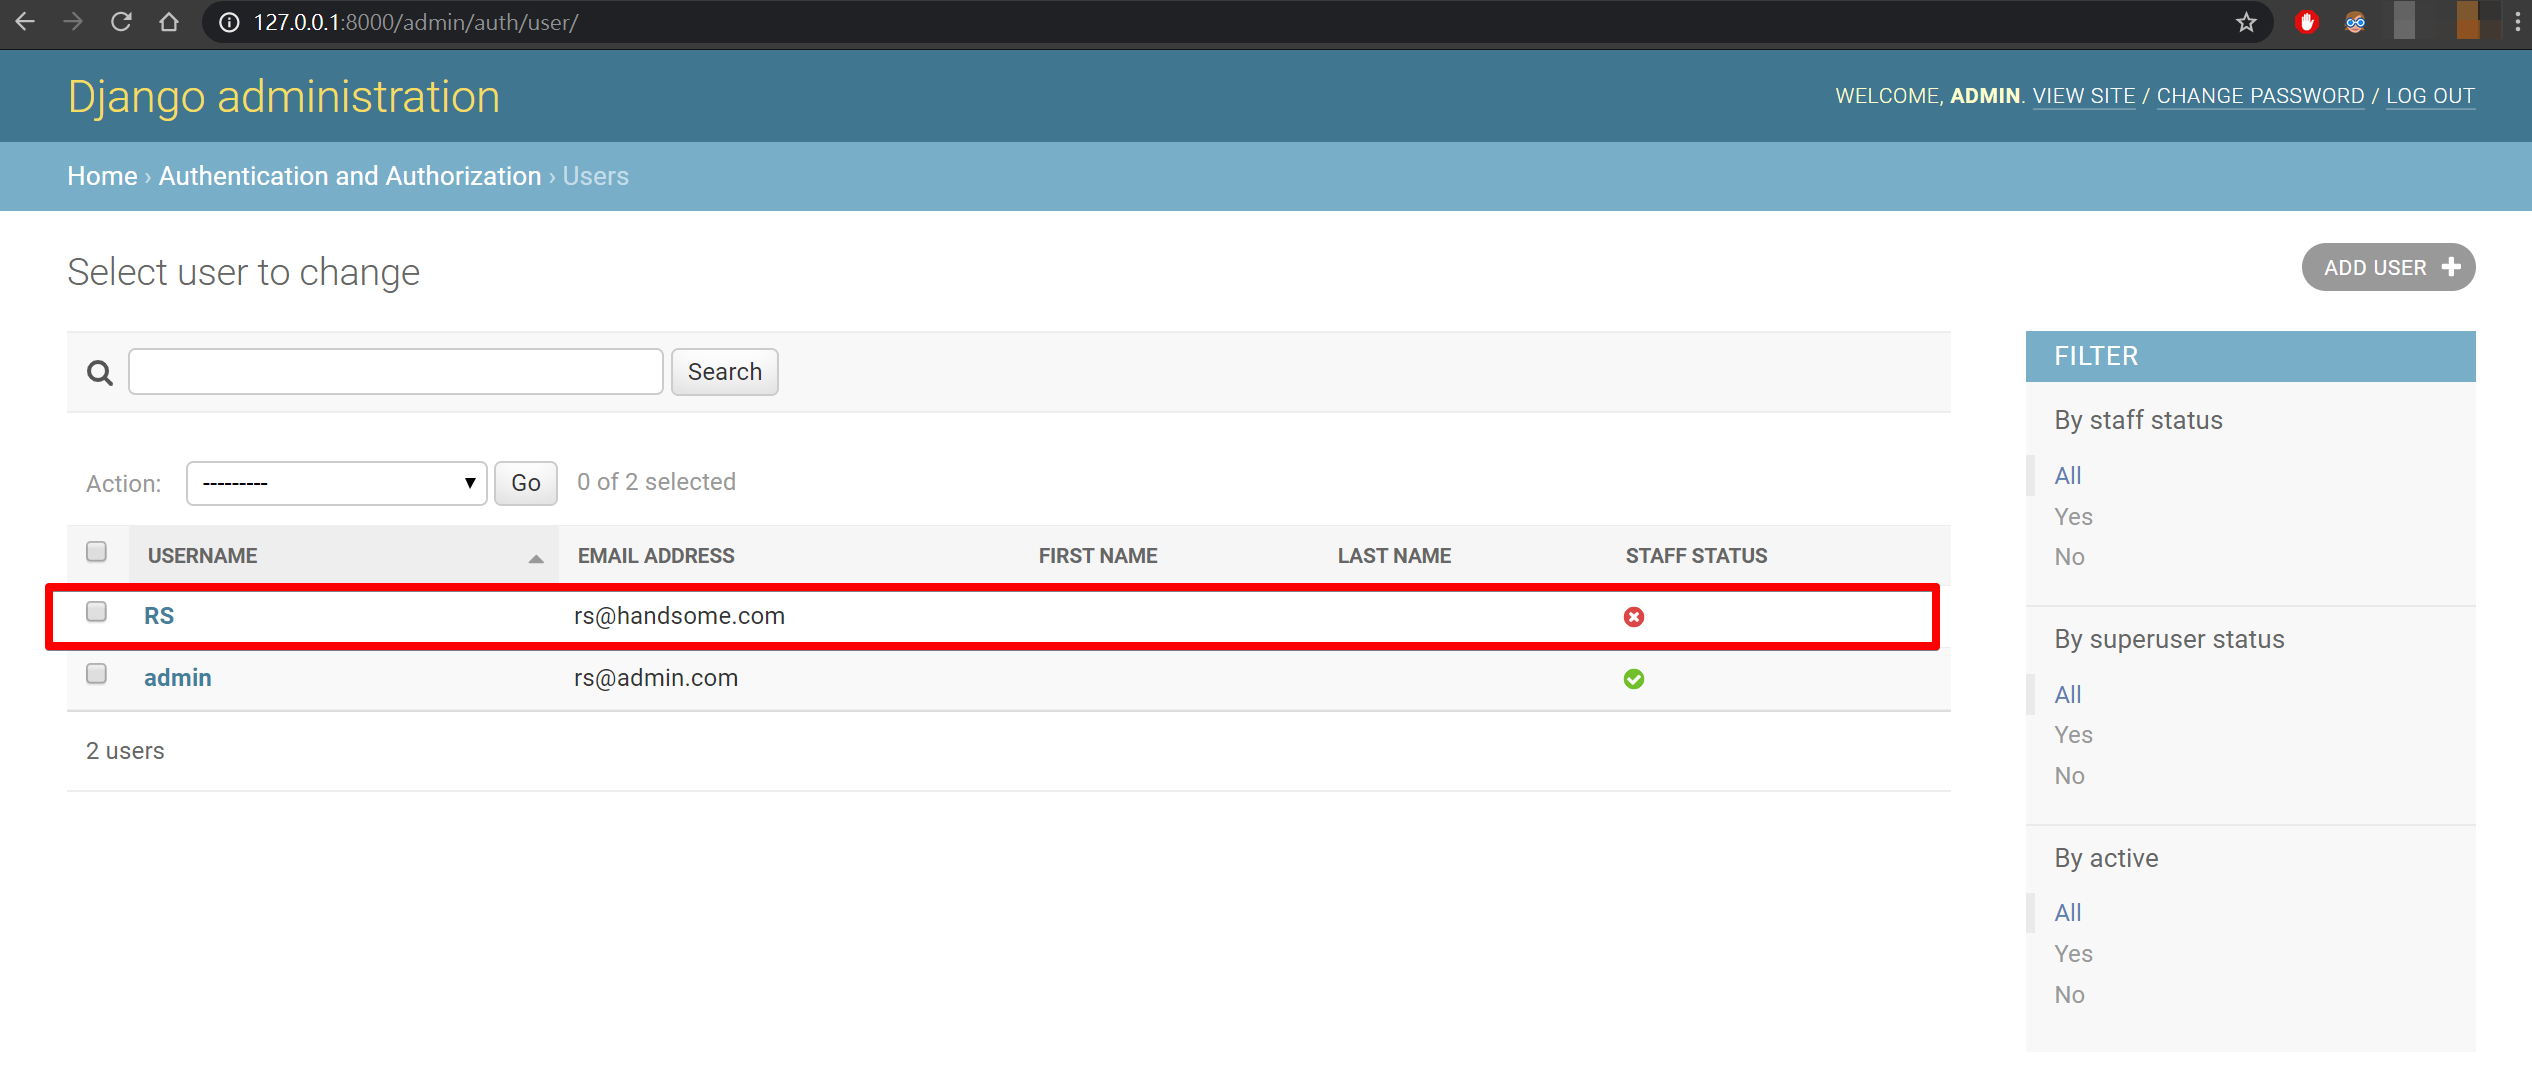 127.0.0.1:8000/admin/auth/user/
Django administration
WELCOME, ADMIN. VIEW SITE / CHANGE PASSWORD / LOG OUT
Home › Authentication and Authorization › Users
Select user to change
ADD USER
Search
Action: --------- Go 0 of 2 selected
USERNAME EMAIL ADDRESS FIRST NAME LAST NAME STAFF STATUS
RS rs@handsome.com
admin rs@admin.com
2 users
FILTER
By staff status
All
Yes
No
By superuser status
All
Yes
No
By active
All
Yes
No